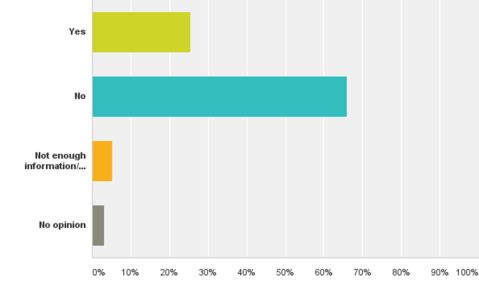 Yes
No
Not enough
information/...
No opinion
0% 10% 20% 30% 40% 50% 60% 70% 80% 90% 100%